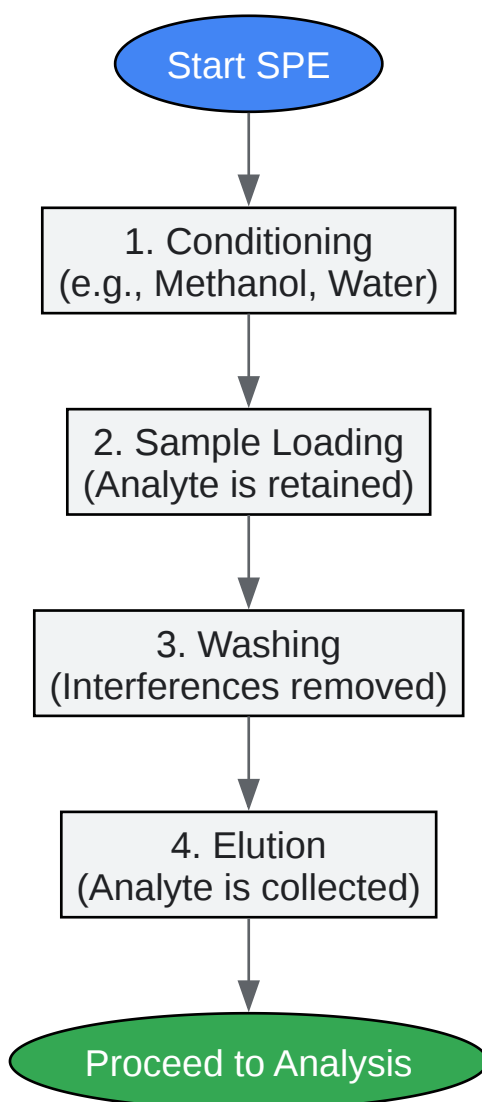 Start SPE
1. Conditioning
(e.g., Methanol, Water)
2. Sample Loading
(Analyte is retained)
3. Washing
(Interferences removed)
4. Elution
(Analyte is collected)
Proceed to Analysis